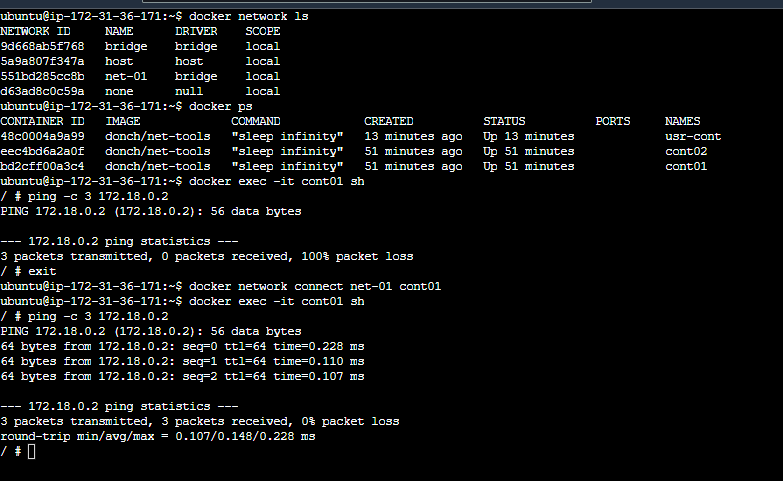 ubuntu@ip-172-31-36-171:~$ docker network ls
NETWORK ID     NAME      DRIVER    SCOPE
9d668ab5f768   bridge    bridge    local
5a9a807f347a   host      host      local
551bd285cc8b   net-01    bridge    local
d63ad8c0c59a   none      null      local
ubuntu@ip-172-31-36-171:~$ docker ps
CONTAINER ID   IMAGE             COMMAND            CREATED          STATUS          PORTS     NAMES
48c0004a9a99   donch/net-tools   "sleep infinity"   13 minutes ago   Up 13 minutes             usr-cont
eec4bd6a2a0f   donch/net-tools   "sleep infinity"   51 minutes ago   Up 51 minutes             cont02
bd2cff00a3c4   donch/net-tools   "sleep infinity"   51 minutes ago   Up 51 minutes             cont01
ubuntu@ip-172-31-36-171:~$ docker exec -it cont01 sh
/ # ping -c 3 172.18.0.2
PING 172.18.0.2 (172.18.0.2): 56 data bytes
--- 172.18.0.2 ping statistics ---
3 packets transmitted, 0 packets received, 100% packet loss
/ # exit
ubuntu@ip-172-31-36-171:~$ docker network connect net-01 cont01
ubuntu@ip-172-31-36-171:~$ docker exec -it cont01 sh
/ # ping -c 3 172.18.0.2
PING 172.18.0.2 (172.18.0.2): 56 data bytes
64 bytes from 172.18.0.2: seq=0 ttl=64 time=0.228 ms
64 bytes from 172.18.0.2: seq=1 ttl=64 time=0.110 ms
64 bytes from 172.18.0.2: seq=2 ttl=64 time=0.107 ms
--- 172.18.0.2 ping statistics ---
3 packets transmitted, 3 packets received, 0% packet loss
round-trip min/avg/max = 0.107/0.148/0.228 ms
/ #